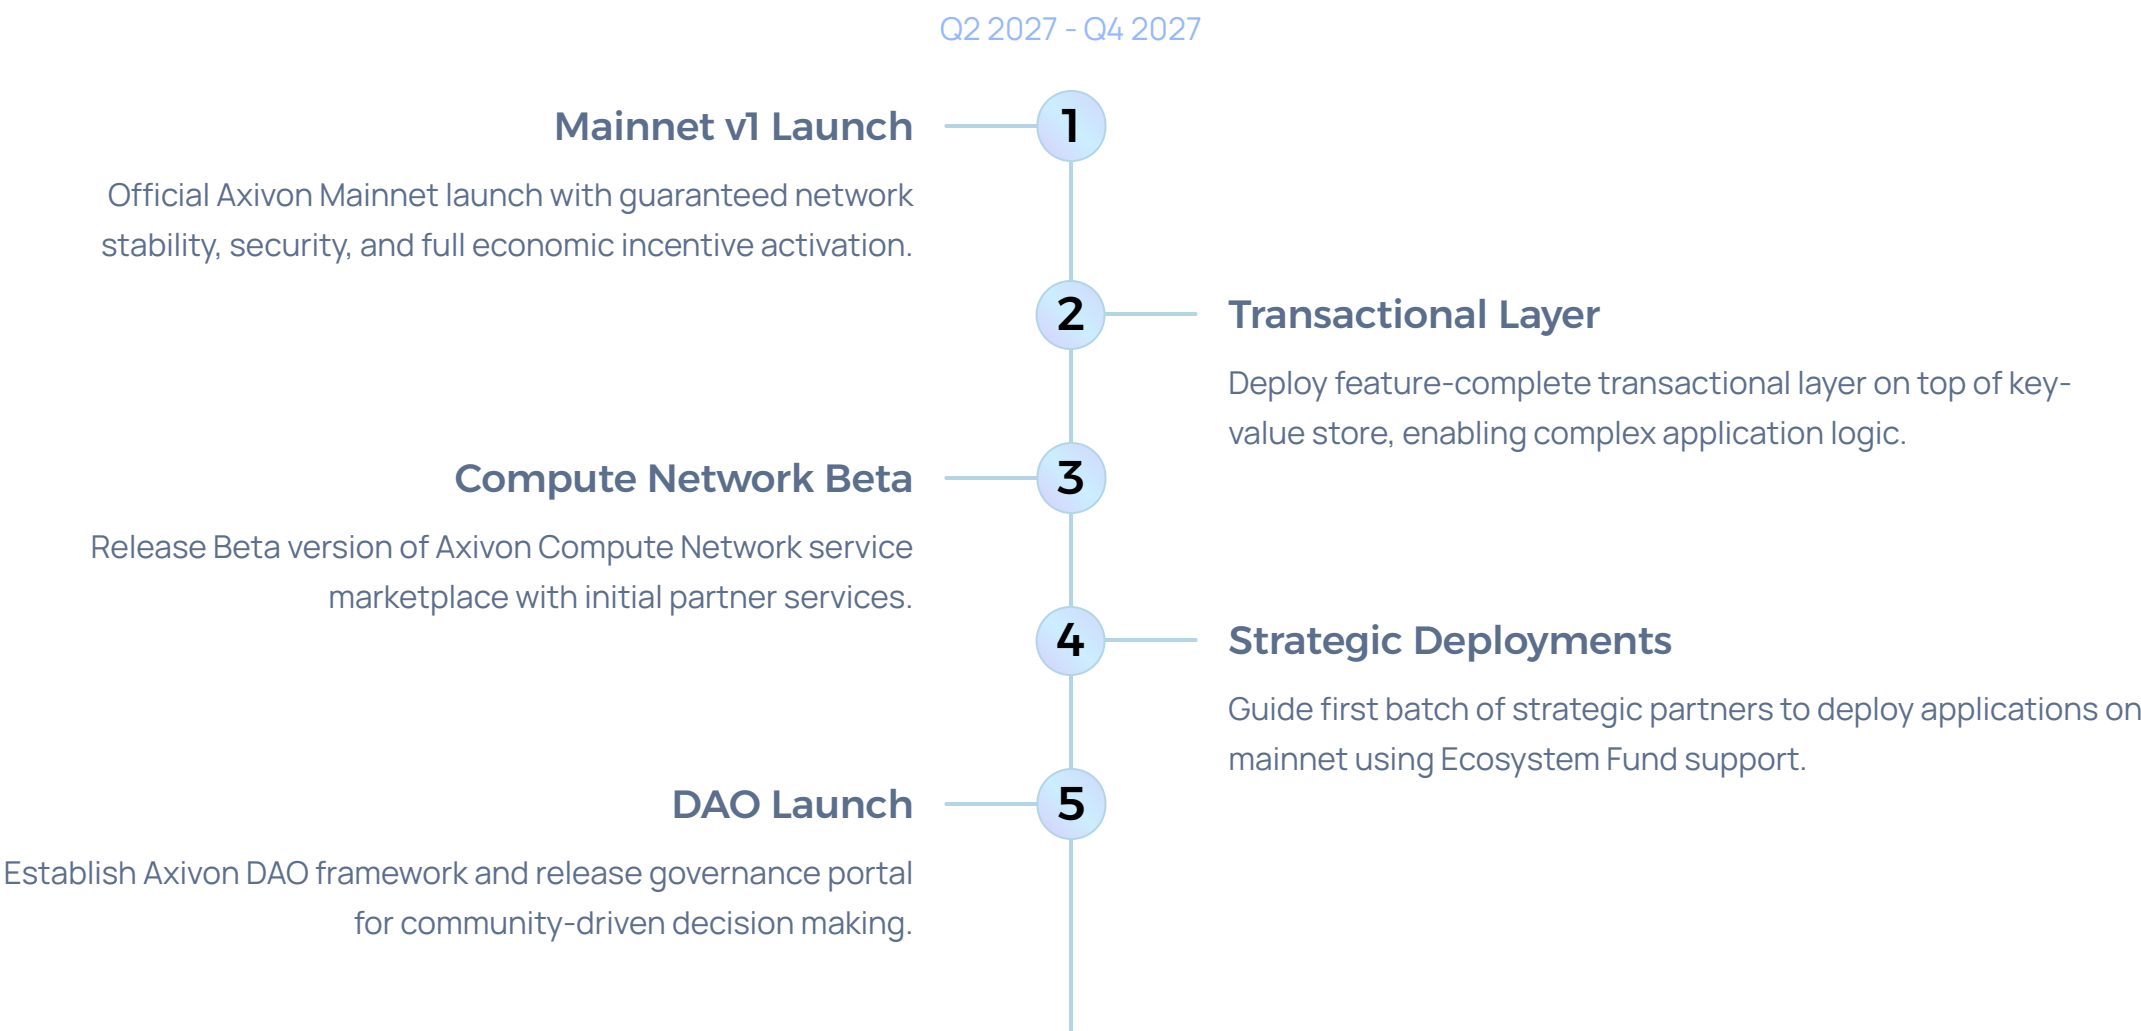 Q2 2027 - Q4 2027
1
Mainnet v1 Launch
Official Axivon Mainnet launch with guaranteed network
stability, security, and full economic incentive activation.
2
Transactional Layer
Deploy feature-complete transactional layer on top of key-
value store, enabling complex application logic.
3
Compute Network Beta
Release Beta version of Axivon Compute Network service
marketplace with initial partner services.
4
Strategic Deployments
Guide first batch of strategic partners to deploy applications on
mainnet using Ecosystem Fund support.
5
DAO Launch
Establish Axivon DAO framework and release governance portal
for community-driven decision making.